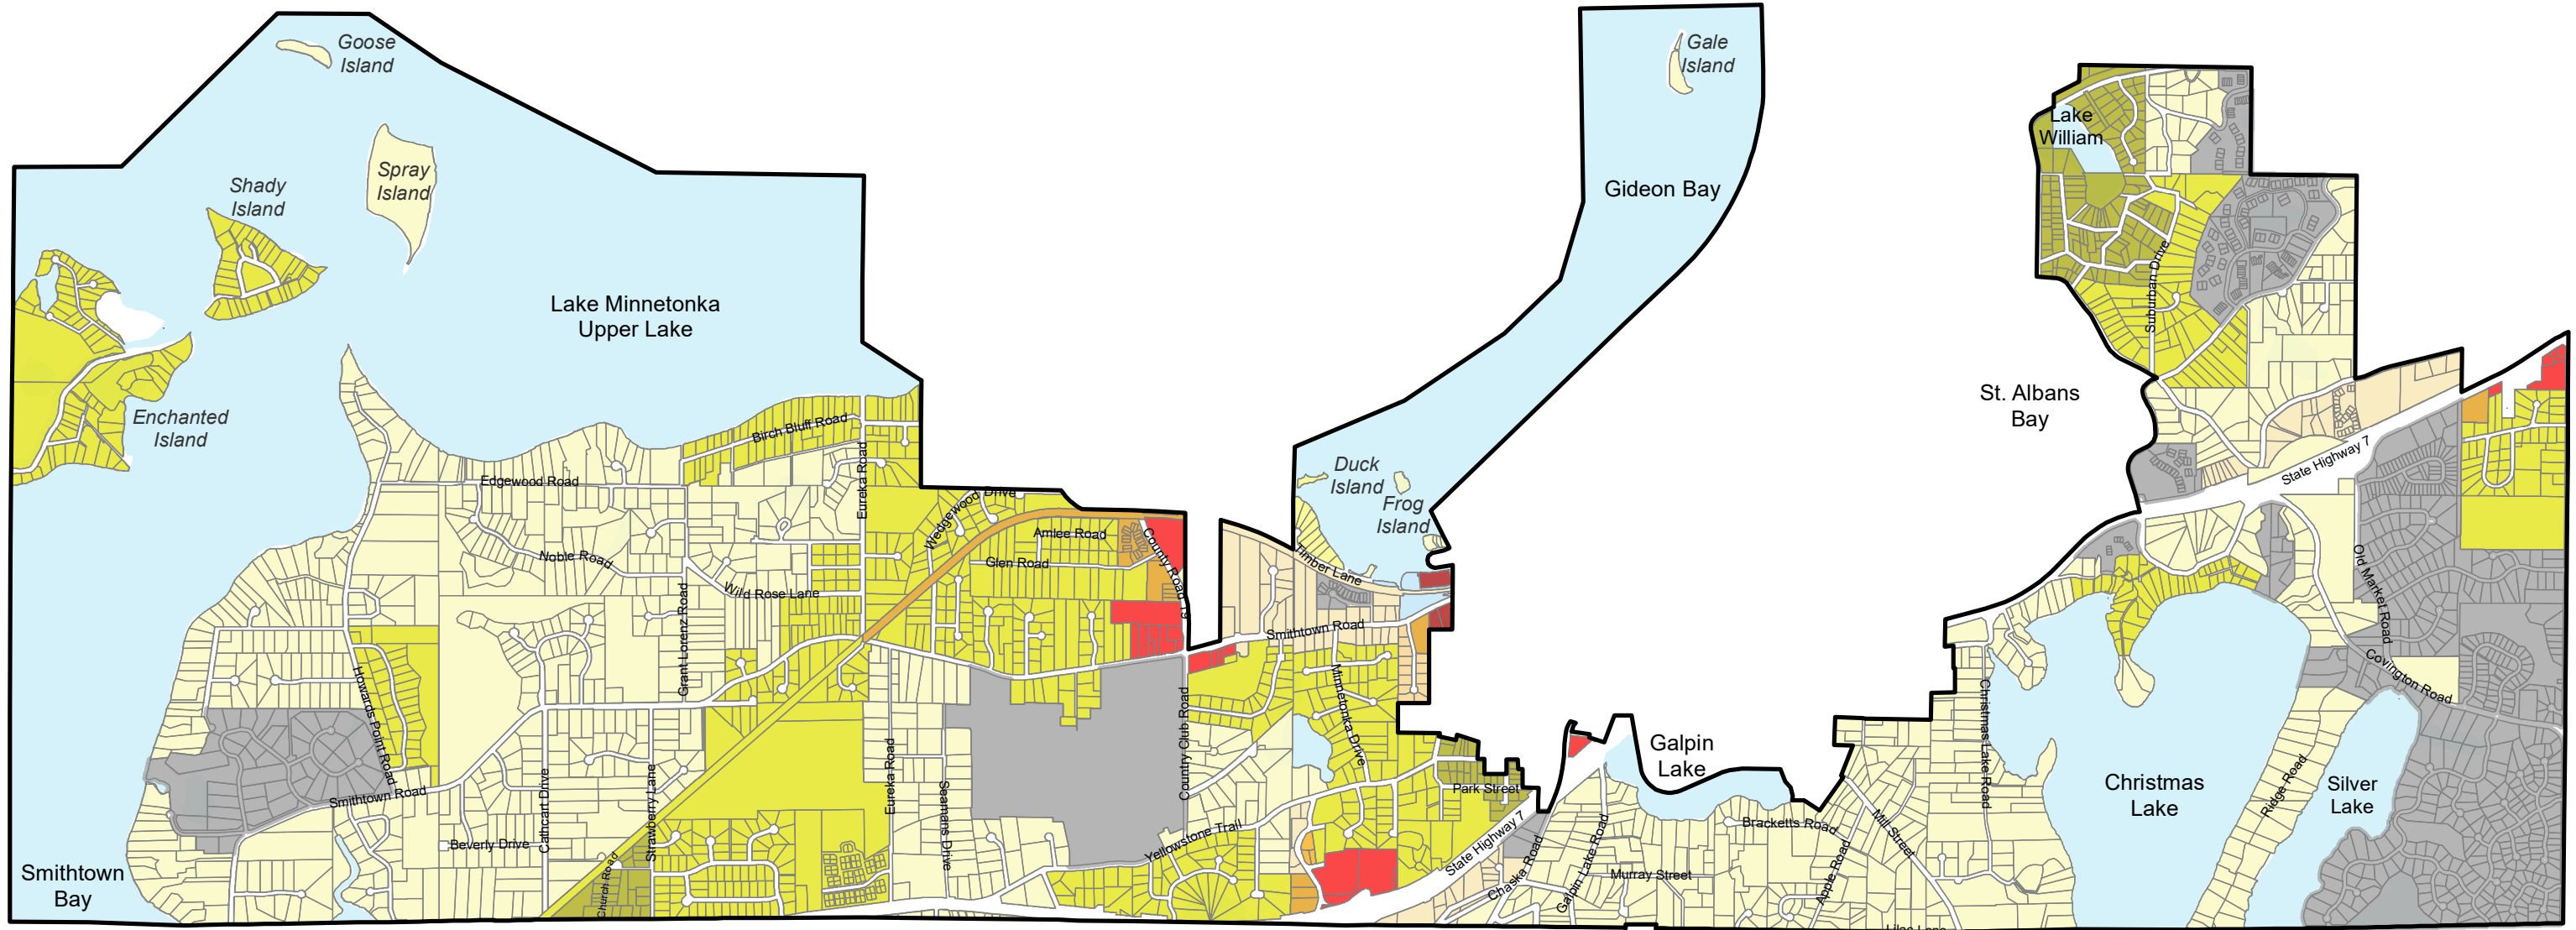 Goose
Island
Gale
Island
Lake
William
Spray
Island
Shady
Island
Gideon Bay
Suburban Drive
Lake Minnetonka
Upper Lake
Enchanted
Island
St. Albans
Bay
Birch Bluff Road
State Highway 7
Edgewood Road
Eureka Road
Wedgewood Drive
Duck
Island
Frog
Island
Amlee Road
County Road 19
Glen Road
Noble Road
Wild Rose Lane
Timber Lane
Old Market Road
Grant Lorenz Road
Smithtown Road
Howards Point Road
Minnetonka Drive
Country Club Road
Christmas Lake Road
Covington Road
Galpin
Lake
Eureka Road
Seamans Drive
Cathcart Drive
Strawberry Lane
Smithtown Road
Park Street
Christmas
Lake
Ridge Road
Silver
Lake
Beverly Drive
Yellowstone Trail
State Highway 7
Bracketts Road
Mill Street
Church Road
Chaska Road
Galpin Lake Road
Murray Street
Apple Road
Smithtown
Bay
Lilac Lane